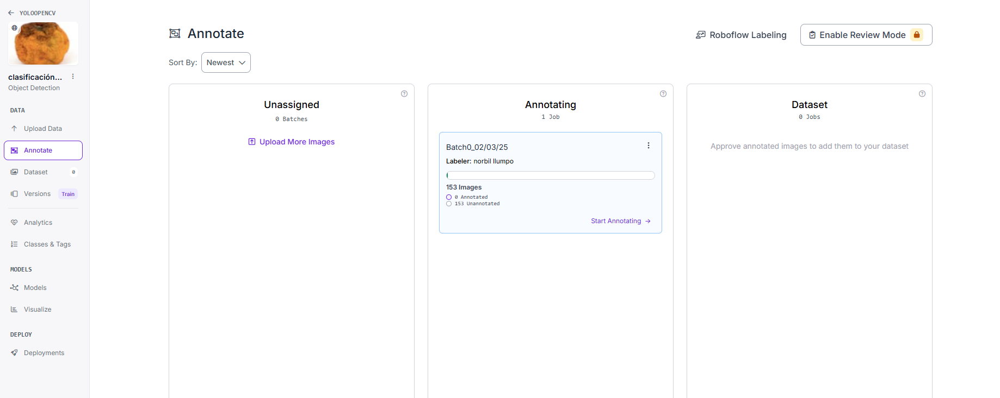 YOLOOPENCV
clasificación...
Object Detection
DATA
Upload Data
Annotate
Dataset 0
Versions Train
Analytics
Classes & Tags
MODELS
Models
Visualize
DEPLOY
Deployments
Annotate
Roboflow Labeling
Enable Review Mode
Sort By: Newest
Unassigned
0 Batches
Upload More Images
Annotating
1 Job
Batch0_02/03/25
Labeler: norbil llumpo
153 Images
0 Annotated
153 Unannotated
Start Annotating
Dataset
0 Jobs
Approve annotated images to add them to your dataset